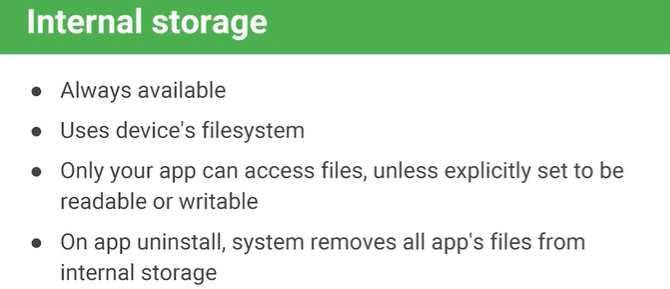 Internal storage
● Always available
● Uses device's filesystem
● Only your app can access files, unless explicitly set to be
readable or writable
● On app uninstall, system removes all app's files from
internal storage